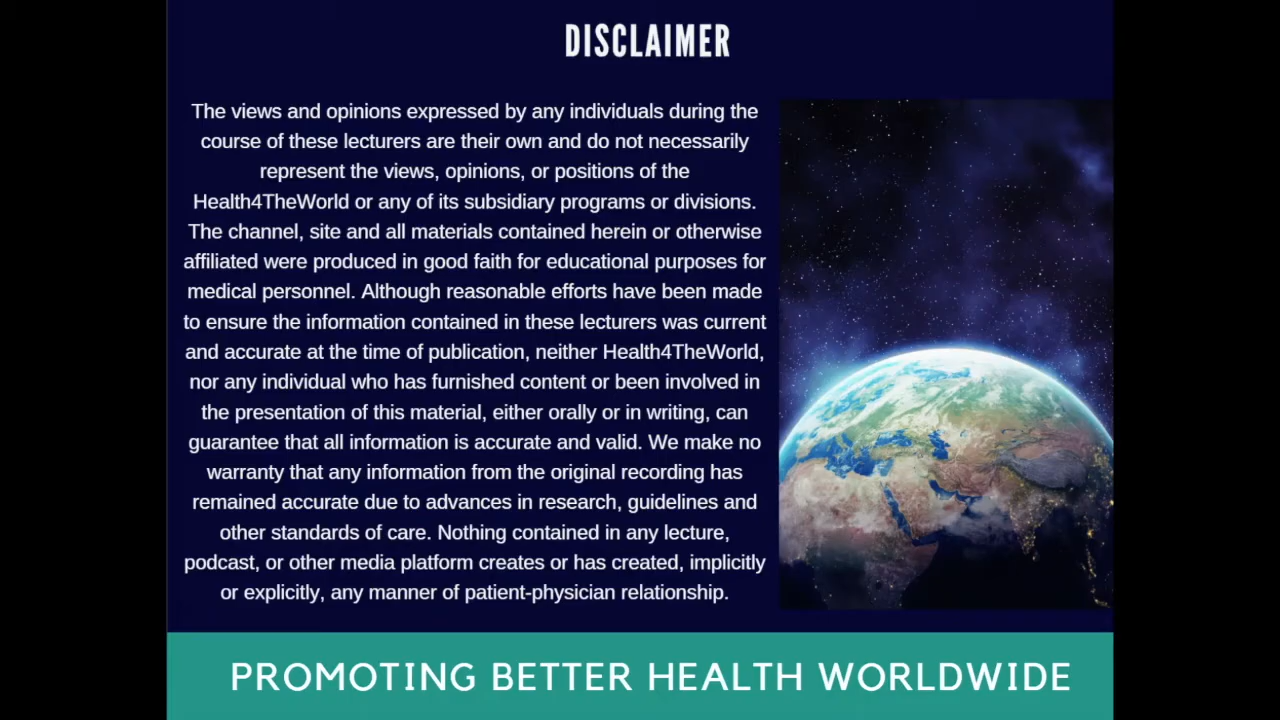 DISCLAIMER
The views and opinions expressed by any individuals during the
course of these lecturers are their own and do not necessarily
represent the views, opinions, or positions of the
Health4TheWorld or any of its subsidiary programs or divisions.
The channel, site and all materials contained herein or otherwise
affiliated were produced in good faith for educational purposes for
medical personnel. Although reasonable efforts have been made
to ensure the information contained in these lecturers was current
and accurate at the time of publication, neither Health4TheWorld,
nor any individual who has furnished content or been involved in
the presentation of this material, either orally or in writing, can
guarantee that all information is accurate and valid. We make no
warranty that any information from the original recording has
remained accurate due to advances in research, guidelines and
other standards of care. Nothing contained in any lecture,
podcast, or other media platform creates or has created, implicitly
or explicitly, any manner of patient-physician relationship.
PROMOTING BETTER HEALTH WORLDWIDE